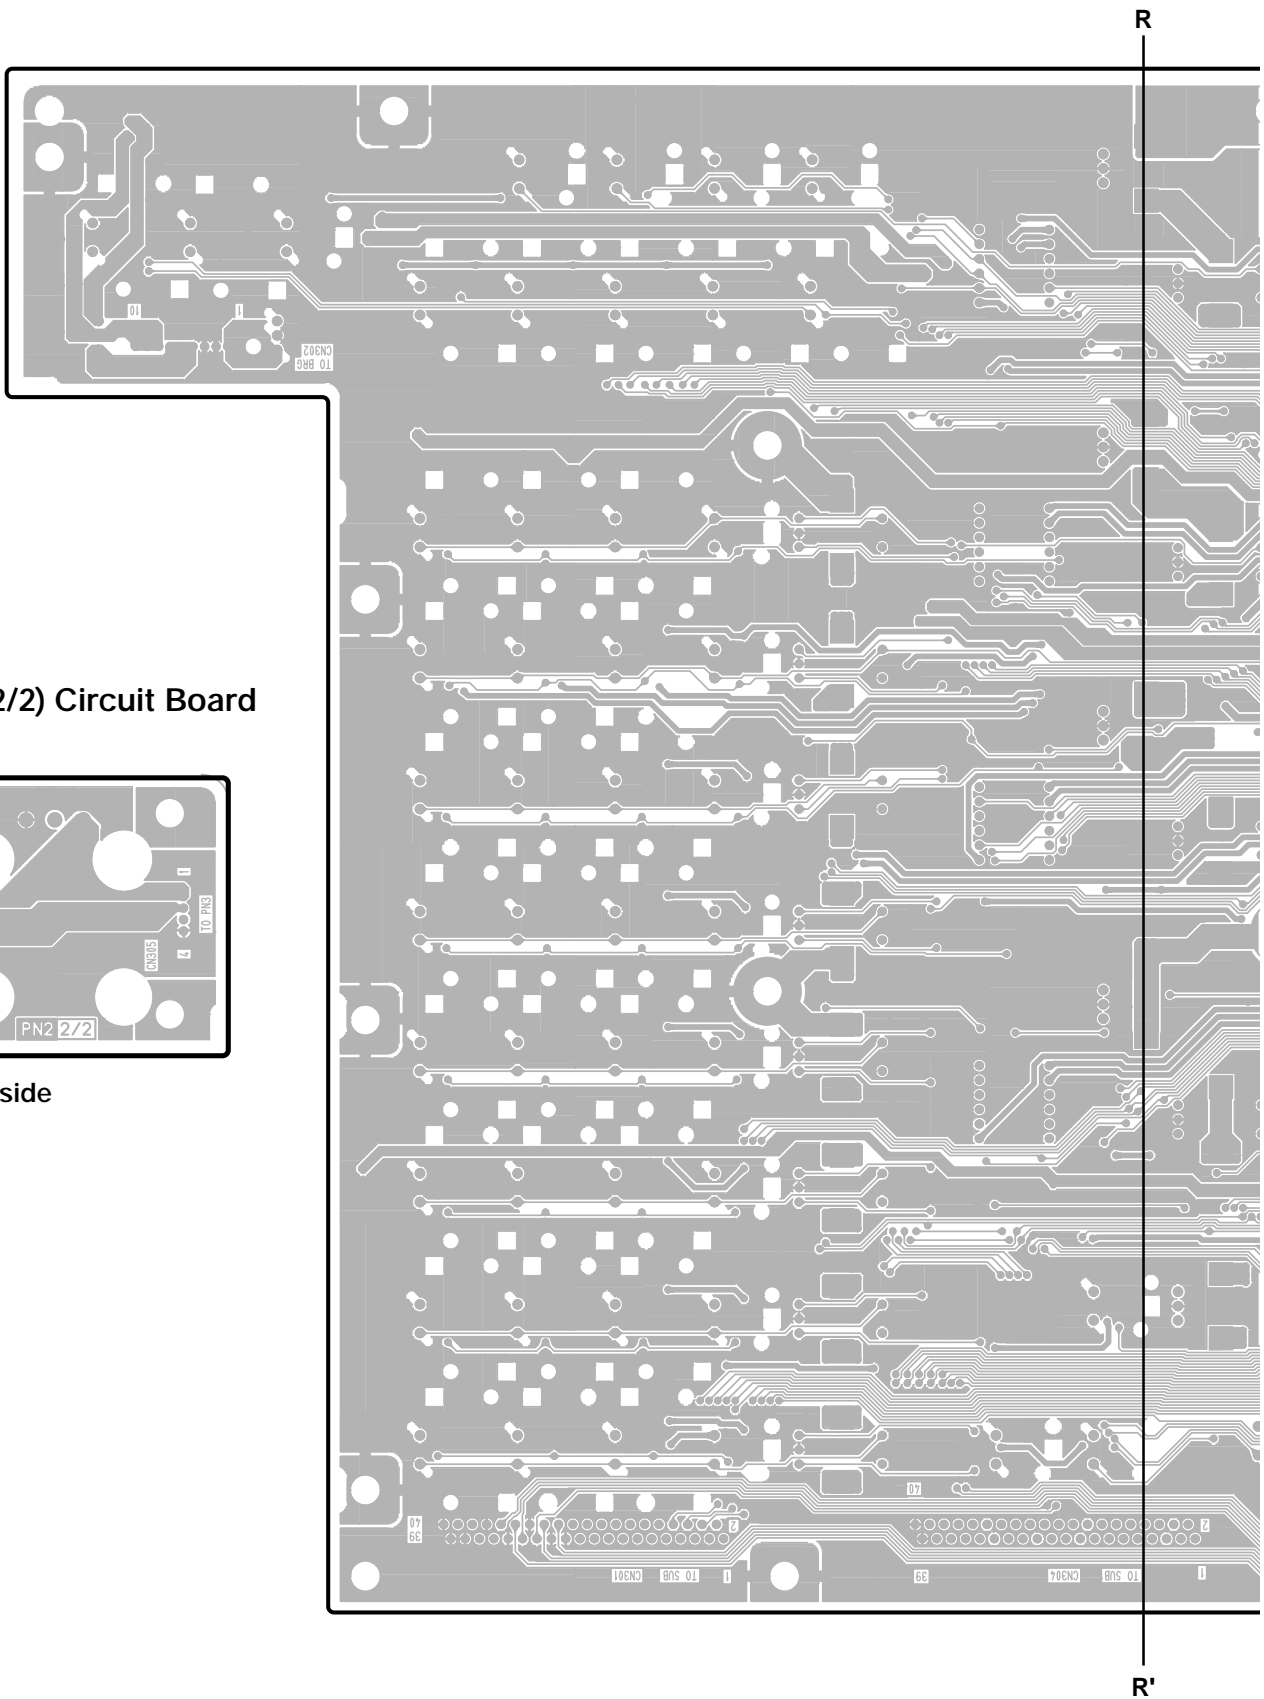 R
10
1
CN302
TO BRG
2/2) Circuit Board
1
TO PN3
CN305
4
PN2 2/2
side
40
39
2
CN301
TO SUB
1
40
39
2
CN304
TO SUB
1
R'